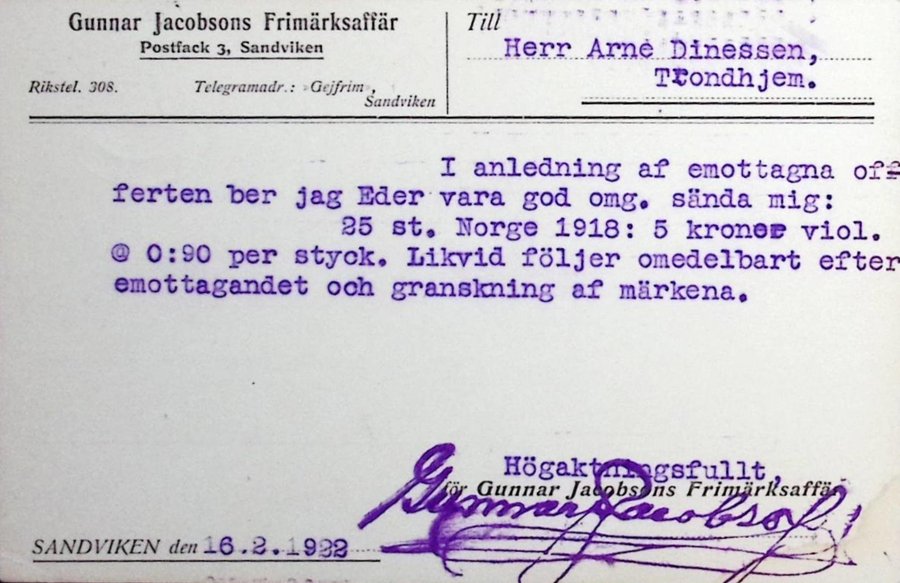 Gunnar Jacobsons Frimärksaffär
Postfack 3, Sandviken
Rikstel. 308.
Telegramadr.: »Gejfrim»,
Sandviken
Till
Herr Arne Dinessen,
Trondhjem.
I anledning af emottagna off
ferten ber jag Eder vara god omg. sända mig:
25 st. Norge 1918: 5 kroner viol.
@ 0:90 per styck. Likvid följer omedelbart efter
emottagandet och granskning af märkena.
Högaktningsfullt,
för Gunnar Jacobsons Frimärksaffär
Gunnar Jacobson
SANDVIKEN den 16.2.1922